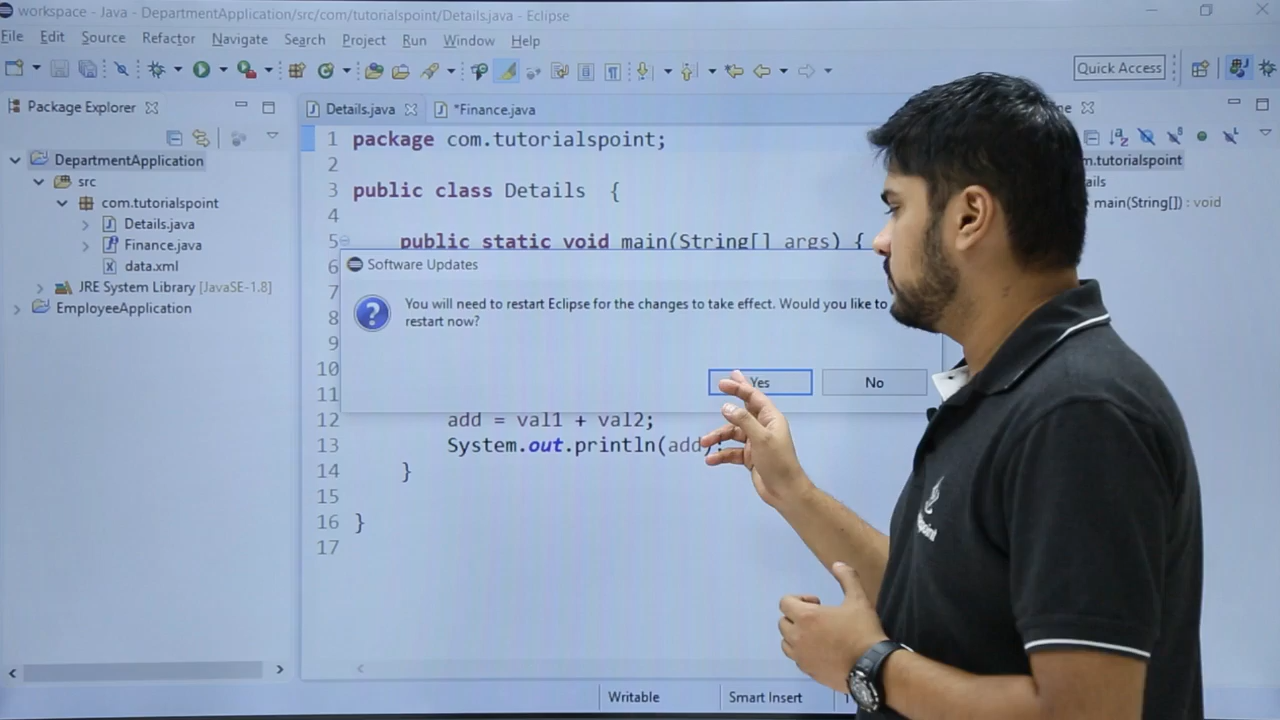 workspace - Java - DepartmentApplication/src/com/tutorialspoint/Details.java - Eclipse
File Edit Source Refactor Navigate Search Project Run Window Help
Quick Access
Package Explorer
Details.java
*Finance.java
DepartmentApplication
src
com.tutorialspoint
Details.java
Finance.java
data.xml
JRE System Library [JavaSE-1.8]
EmployeeApplication
1 package com.tutorialspoint;
2
3 public class Details {
4
5 public static void main(String[] args) {
6
7
8
9
10
11
12 add = val1 + val2;
13 System.out.println(add);
14 }
15
16 }
17
Software Updates
You will need to restart Eclipse for the changes to take effect. Would you like to
restart now?
Yes
No
m.tutorialspoint
ails
main(String[]) : void
Writable
Smart Insert